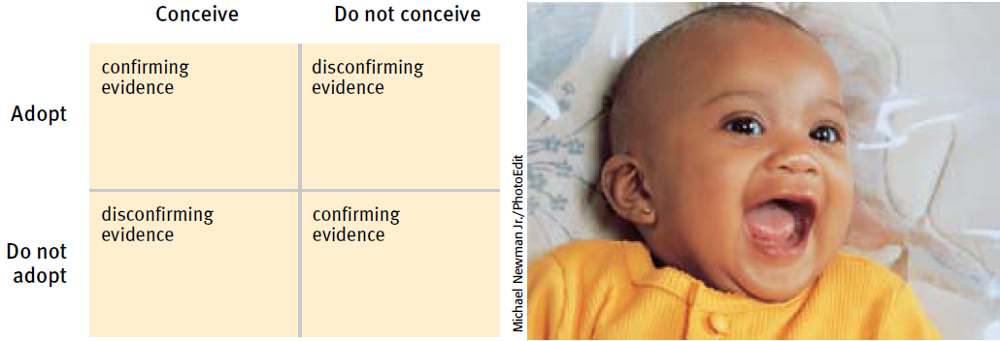 Conceive
Do not conceive
Adopt
confirming
evidence
disconfirming
evidence
Do not
adopt
disconfirming
evidence
confirming
evidence
Michael Newman Jr./PhotoEdit